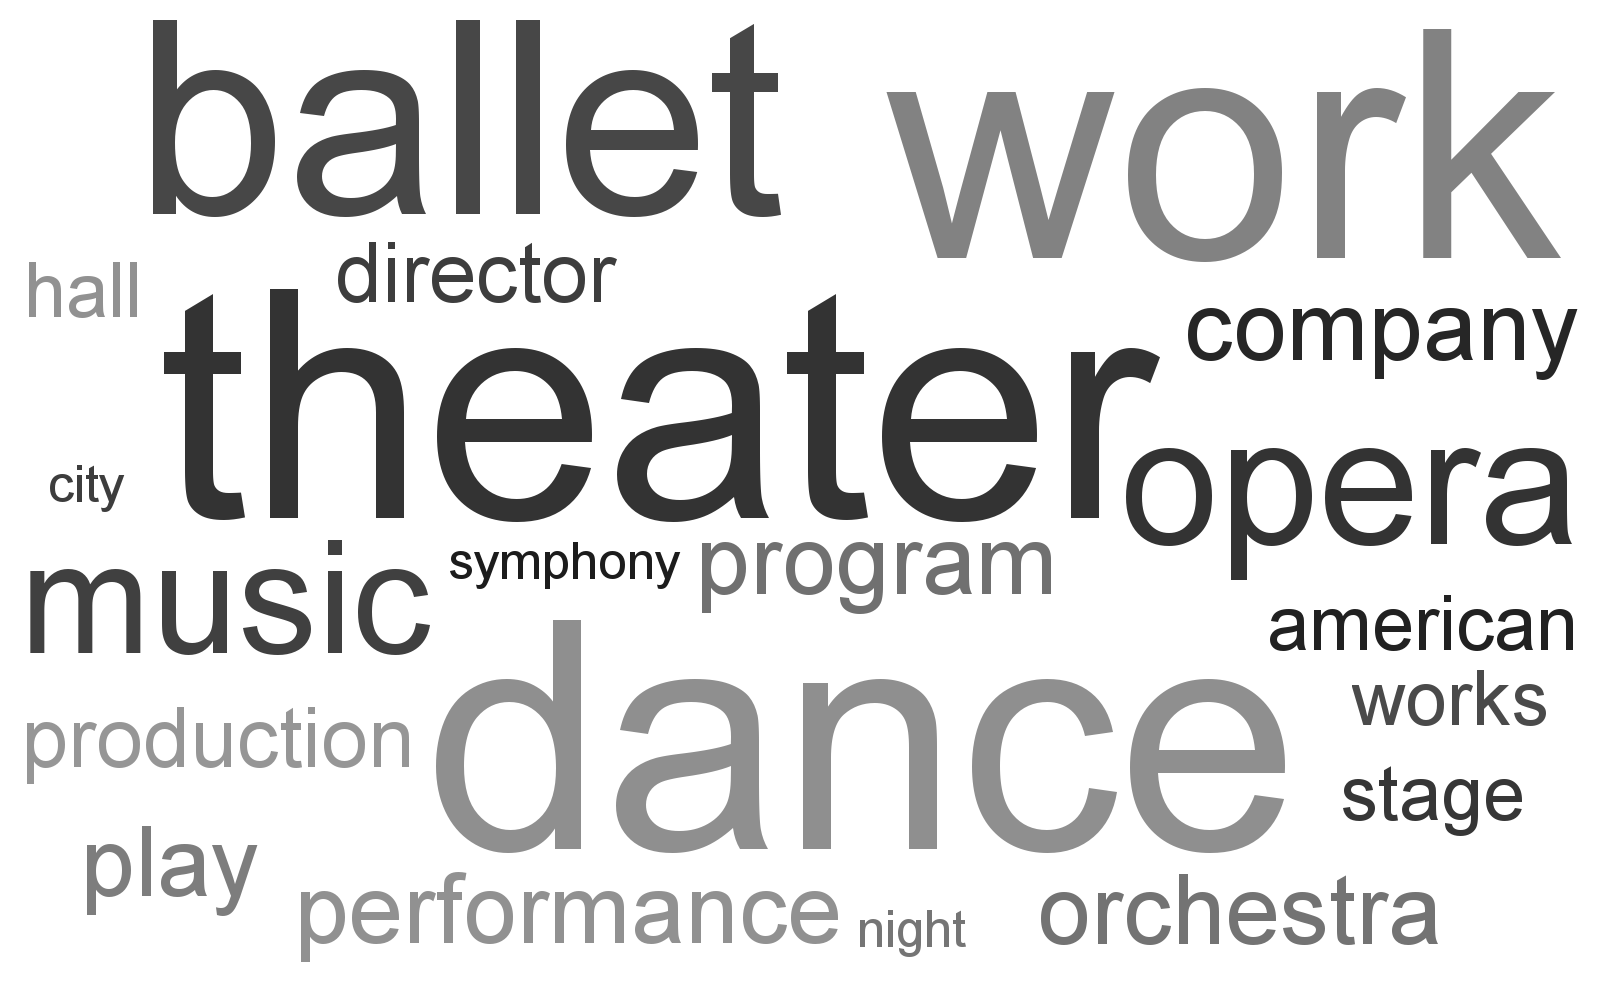 ballet work
hall director
theater company
city opera
music symphony program
american
production dance works
stage
play
performance night orchestra